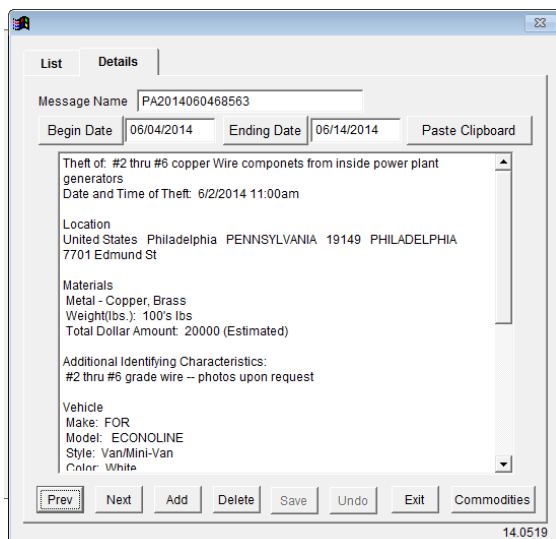 List Details
Message Name PA2014060468563
Begin Date 06/04/2014 Ending Date 06/14/2014 Paste Clipboard
Theft of: #2 thru #6 copper Wire componets from inside power plant
generators
Date and Time of Theft: 6/2/2014 11:00am
Location
United States Philadelphia PENNSYLVANIA 19149 PHILADELPHIA
7701 Edmund St
Materials
Metal - Copper, Brass
Weight(lbs.): 100's lbs
Total Dollar Amount: 20000 (Estimated)
Additional Identifying Characteristics:
#2 thru #6 grade wire -- photos upon request
Vehicle
Make: FOR
Model: ECONOLINE
Style: Van/Mini-Van
Color: White
Prev Next Add Delete Save Undo Exit Commodities
14.0519